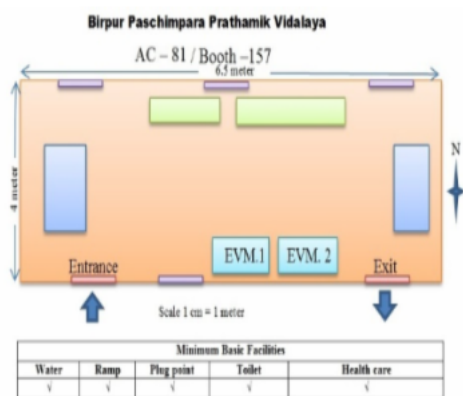 Birpur Paschimpara Prathamik Vidalaya
AC – 81 / Booth –157
6.5 meter
4 meter
N
EVM.1 EVM. 2
Entrance Exit
Scale 1 cm = 1 meter
Minimum Basic Facilities
Water Ramp Plug point Toilet Health care
√ √ √ √ √